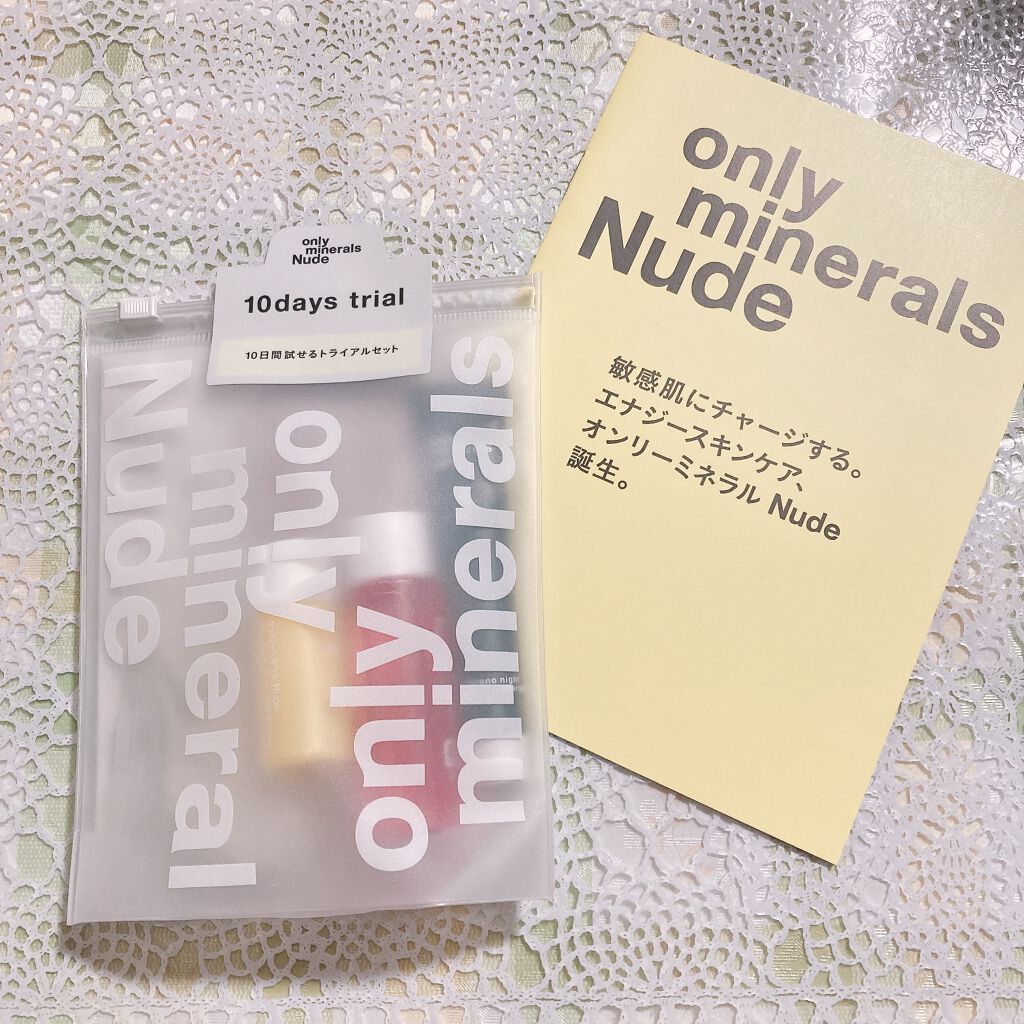 only
minerals
Nude
10days trial
10日間試せるトライアルセット
Nude
mineral
only
only
minerals
night
only
minerals
Nude
敏感肌にチャージする。
エナジースキンケア、
オンリーミネラル Nude
誕生。